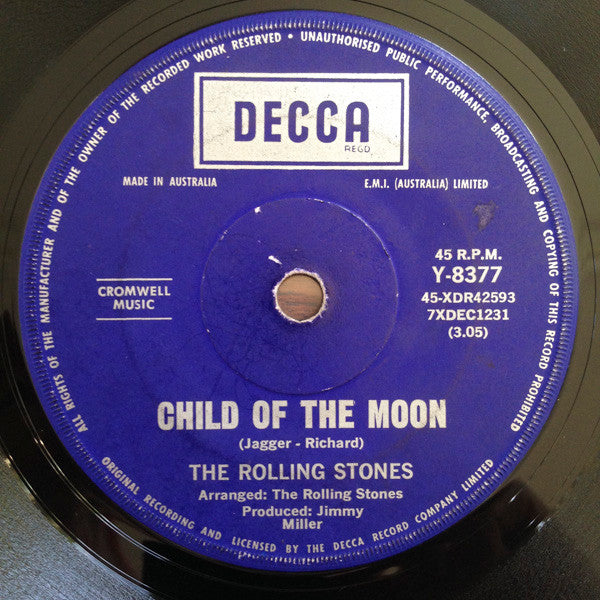 ALL RIGHTS OF THE MANUFACTURER AND OF THE OWNER OF THE RECORDED WORK RESERVED • UNAUTHORISED PUBLIC PERFORMANCE, BROADCASTING AND COPYING OF THIS RECORD PROHIBITED
DECCA
REGD
MADE IN AUSTRALIA
E.M.I. (AUSTRALIA) LIMITED
CROMWELL
MUSIC
45 R.P.M.
Y-8377
45-XDR42593
7XDEC1231
(3.05)
CHILD OF THE MOON
(Jagger - Richard)
THE ROLLING STONES
Arranged: The Rolling Stones
Produced: Jimmy
Miller
ORIGINAL RECORDING AND LICENSED BY THE DECCA RECORD COMPANY LIMITED